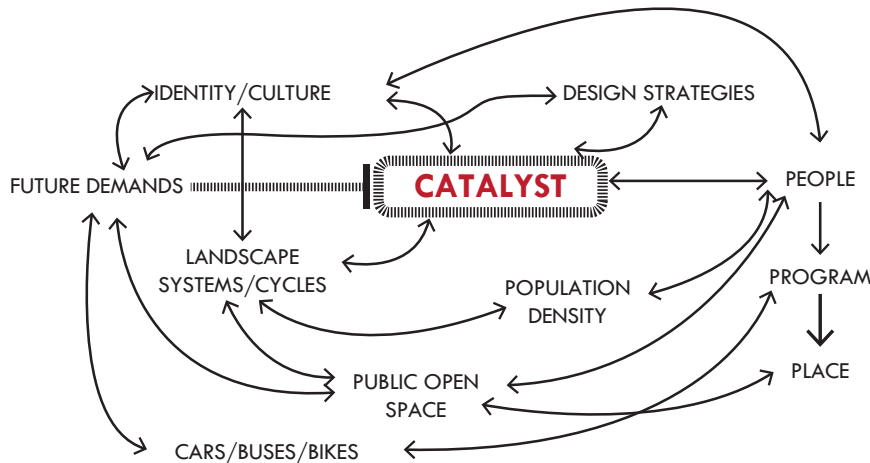 IDENTITY/CULTURE
DESIGN STRATEGIES
FUTURE DEMANDS
CATALYST
PEOPLE
LANDSCAPE
SYSTEMS/CYCLES
POPULATION
DENSITY
PROGRAM
PUBLIC OPEN
SPACE
PLACE
CARS/BUSES/BIKES